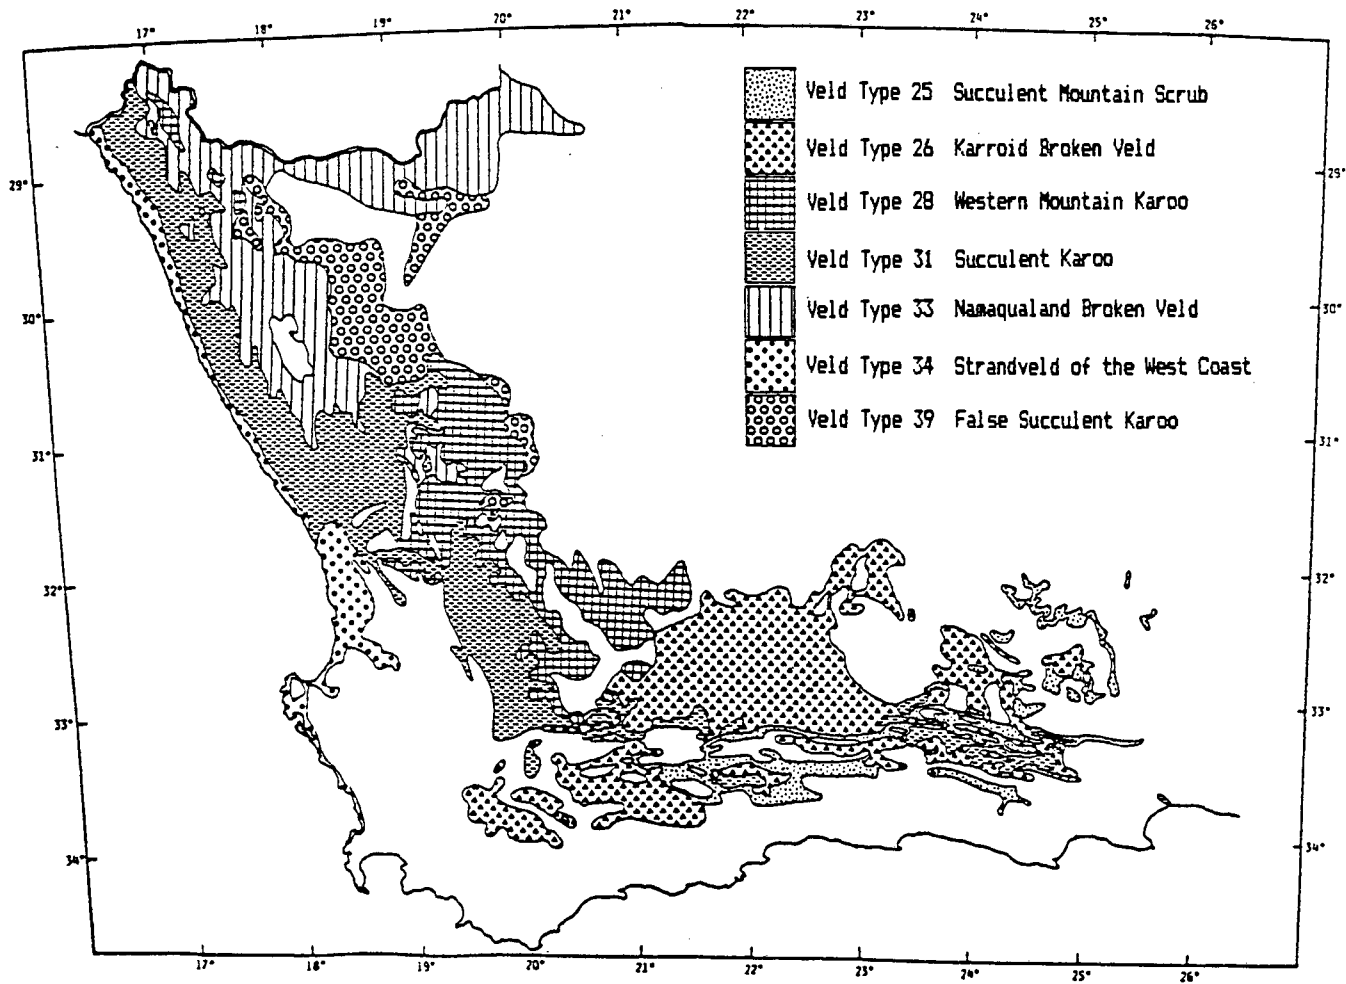 17° 18° 19° 20° 21° 22° 23° 24° 25° 26°
Veld Type 25 Succulent Mountain Scrub
Veld Type 26 Karroid Broken Veld
29° 29°
Veld Type 28 Western Mountain Karoo
Veld Type 31 Succulent Karoo
30° Veld Type 33 Namaqualand Broken Veld 30°
Veld Type 34 Strandveld of the West Coast
Veld Type 39 False Succulent Karoo
31° 31°
32° 32°
33° 33°
34° 34°
17° 18° 19° 20° 21° 22° 23° 24° 25° 26°